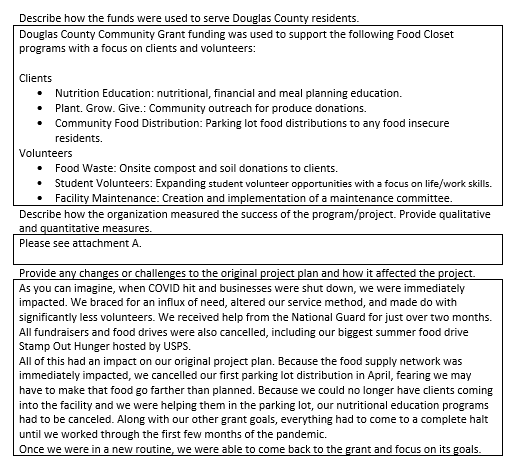 Describe how the funds were used to serve Douglas County residents.
Douglas County Community Grant funding was used to support the following Food Closet
programs with a focus on clients and volunteers:
Clients
• Nutrition Education: nutritional, financial and meal planning education.
• Plant. Grow. Give.: Community outreach for produce donations.
• Community Food Distribution: Parking lot food distributions to any food insecure
residents.
Volunteers
• Food Waste: Onsite compost and soil donations to clients.
• Student Volunteers: Expanding student volunteer opportunities with a focus on life/work skills.
• Facility Maintenance: Creation and implementation of a maintenance committee.
Describe how the organization measured the success of the program/project. Provide qualitative
and quantitative measures.
Please see attachment A.
Provide any changes or challenges to the original project plan and how it affected the project.
As you can imagine, when COVID hit and businesses were shut down, we were immediately
impacted. We braced for an influx of need, altered our service method, and made do with
significantly less volunteers. We received help from the National Guard for just over two months.
All fundraisers and food drives were also cancelled, including our biggest summer food drive
Stamp Out Hunger hosted by USPS.
All of this had an impact on our original project plan. Because the food supply network was
immediately impacted, we cancelled our first parking lot distribution in April, fearing we may
have to make that food go farther than planned. Because we could no longer have clients coming
into the facility and we were helping them in the parking lot, our nutritional education programs
had to be canceled. Along with our other grant goals, everything had to come to a complete halt
until we worked through the first few months of the pandemic.
Once we were in a new routine, we were able to come back to the grant and focus on its goals.